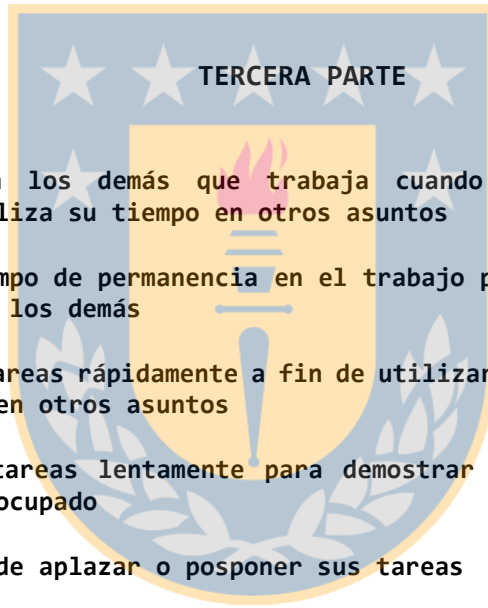 TERCERA PARTE
los demás que trabaja cuando
liza su tiempo en otros asuntos
mpo de permanencia en el trabajo p
los demás
areas rápidamente a fin de utilizar
en otros asuntos
tareas lentamente para demostrar
ocupado
de aplazar o posponer sus tareas